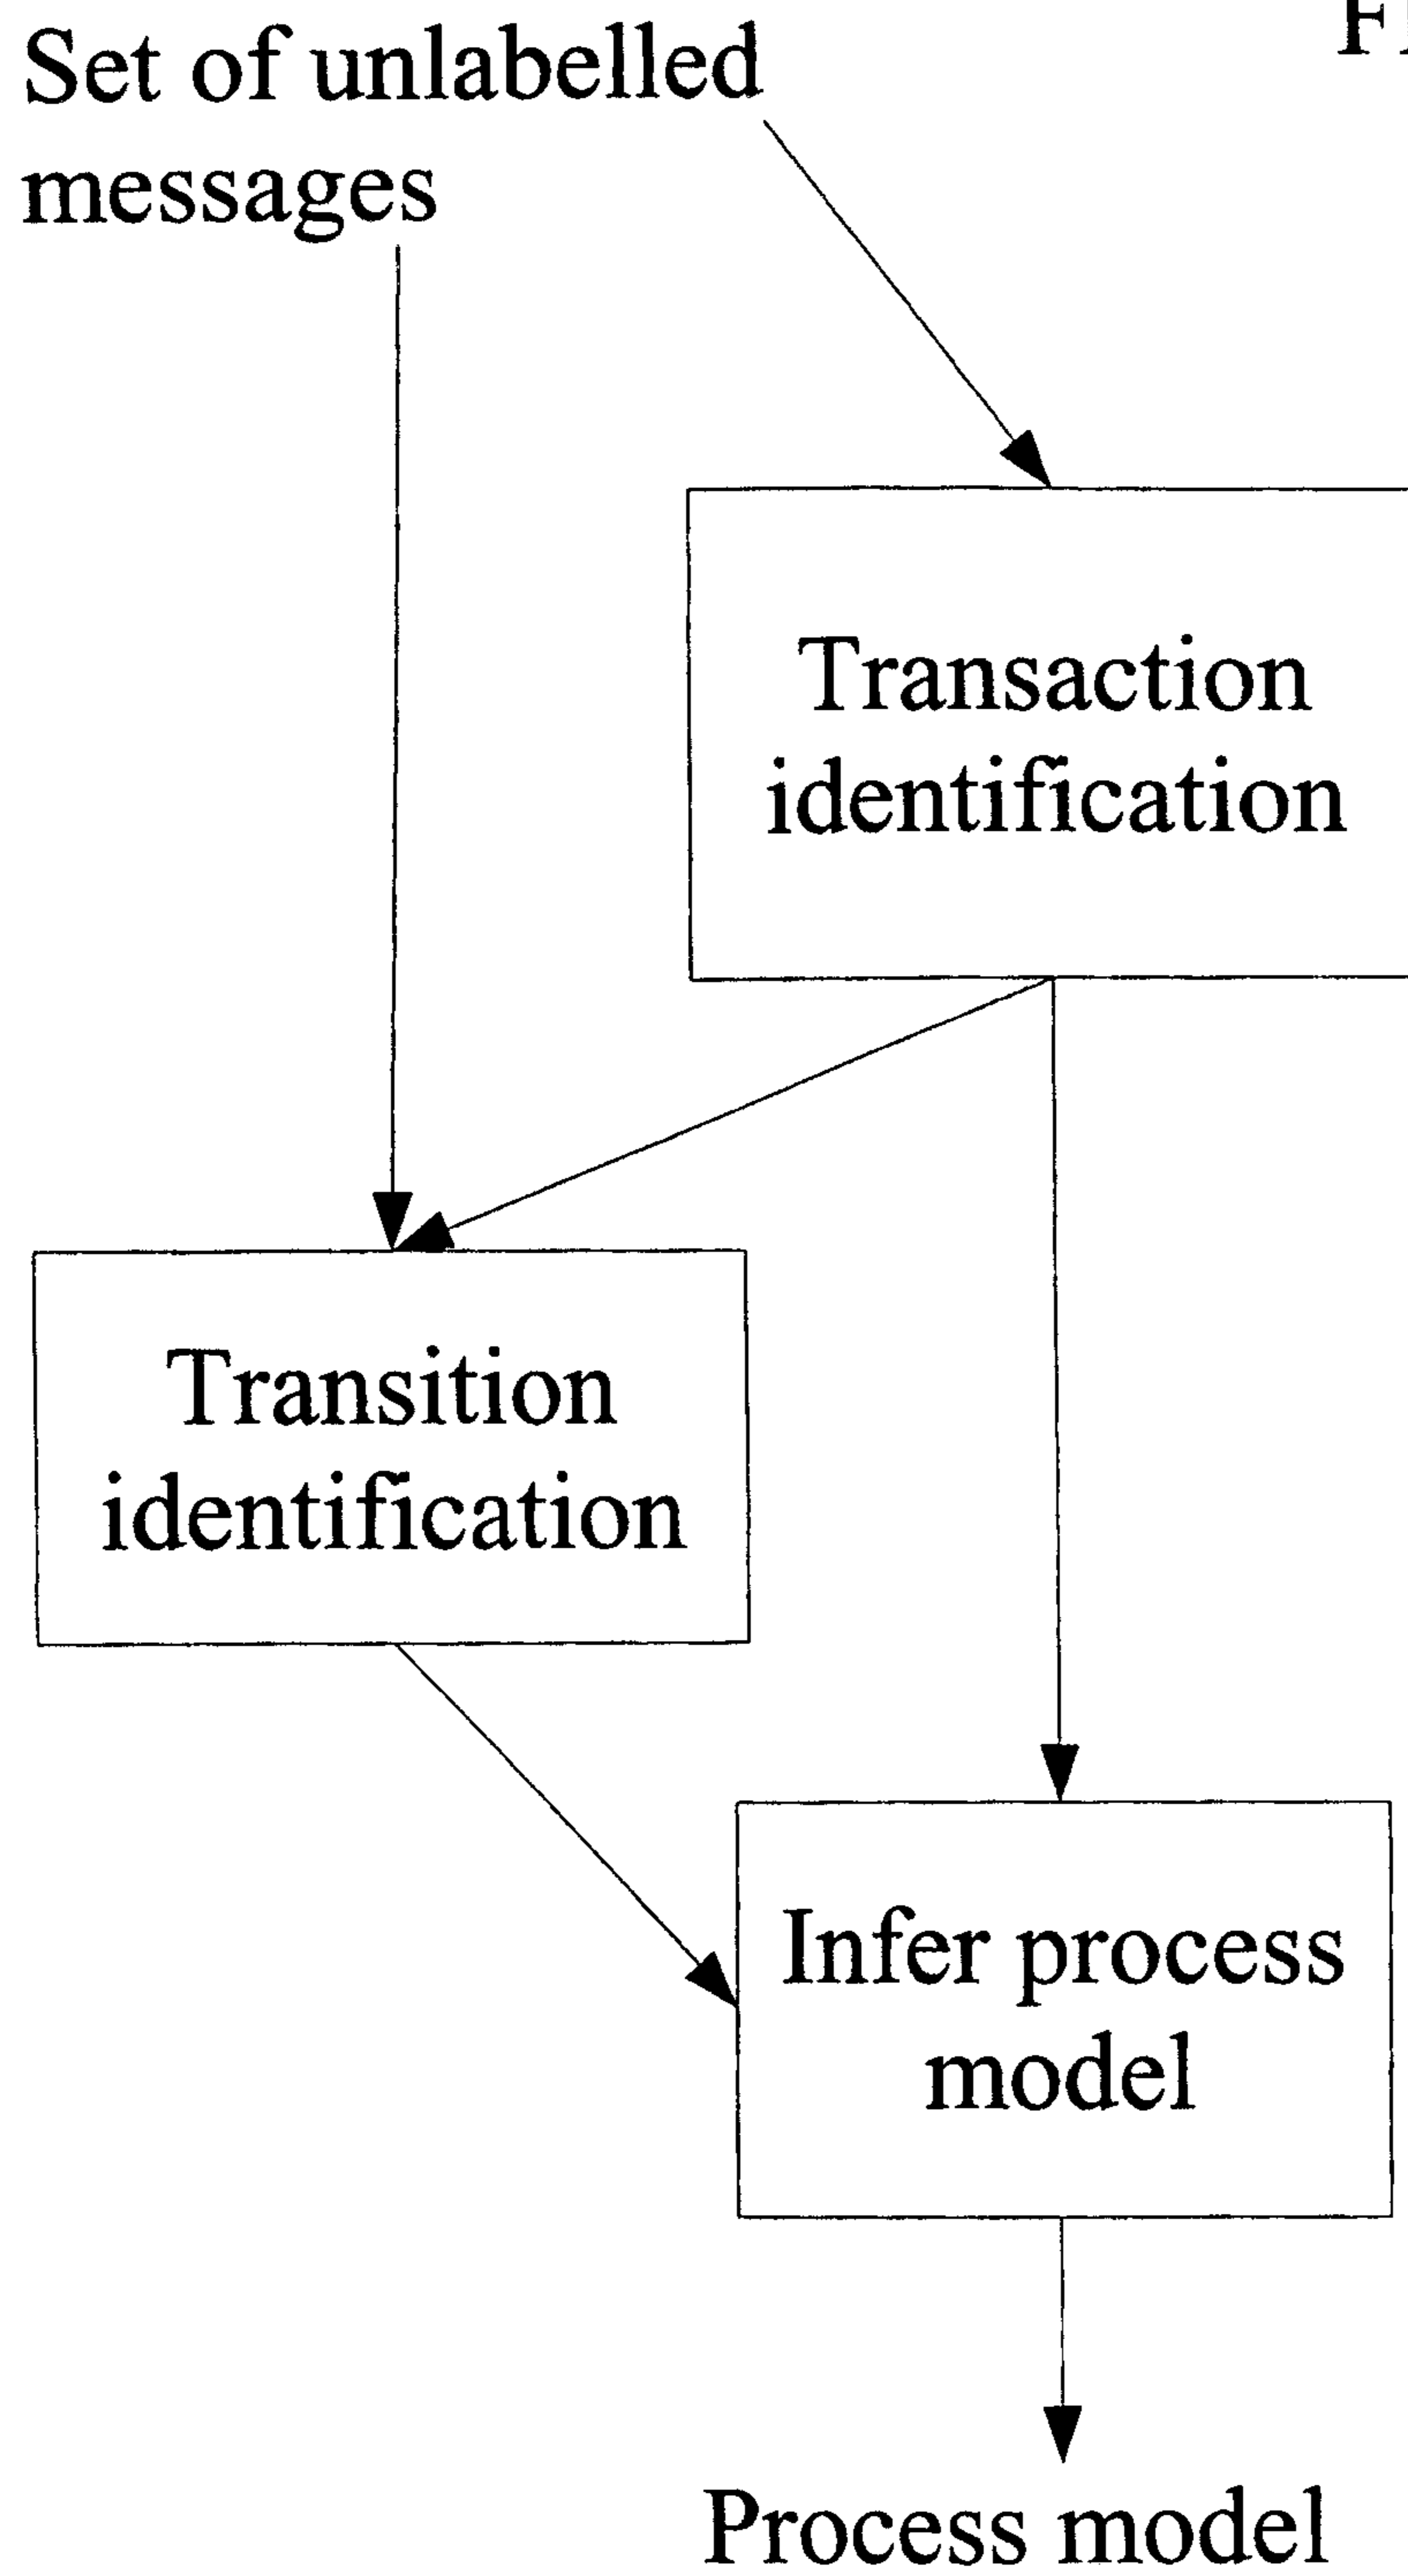 Set of unlabelled
messages
Transaction
identification
Transition
identification
Infer process
model
Process model